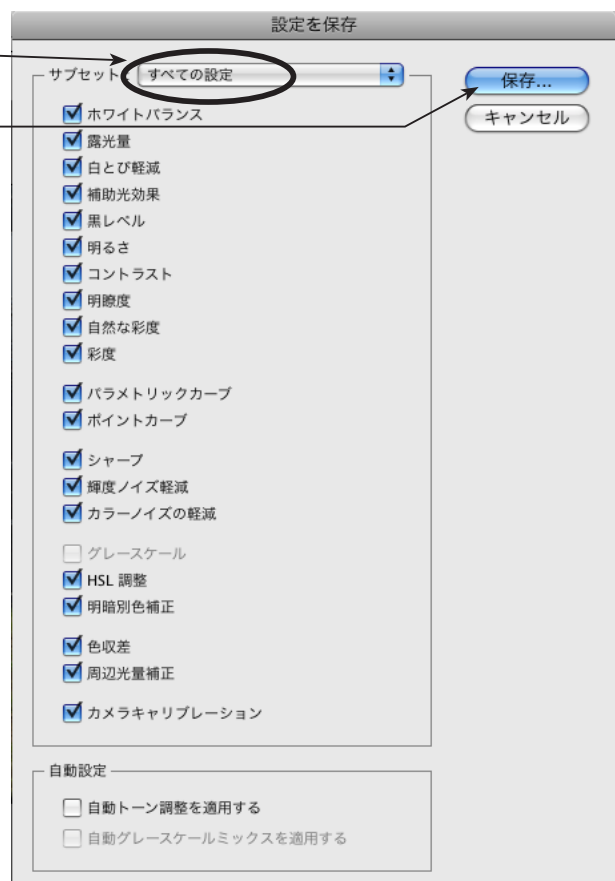 設定を保存
サブセット： すべての設定
保存...
キャンセル
ホワイトバランス
露光量
白とび軽減
補助光効果
黒レベル
明るさ
コントラスト
明瞭度
自然な彩度
彩度
パラメトリックカーブ
ポイントカーブ
シャープ
輝度ノイズ軽減
カラーノイズの軽減
グレースケール
HSL 調整
明暗別色補正
色収差
周辺光量補正
カメラキャリブレーション
自動設定
自動トーン調整を適用する
自動グレースケールミックスを適用する